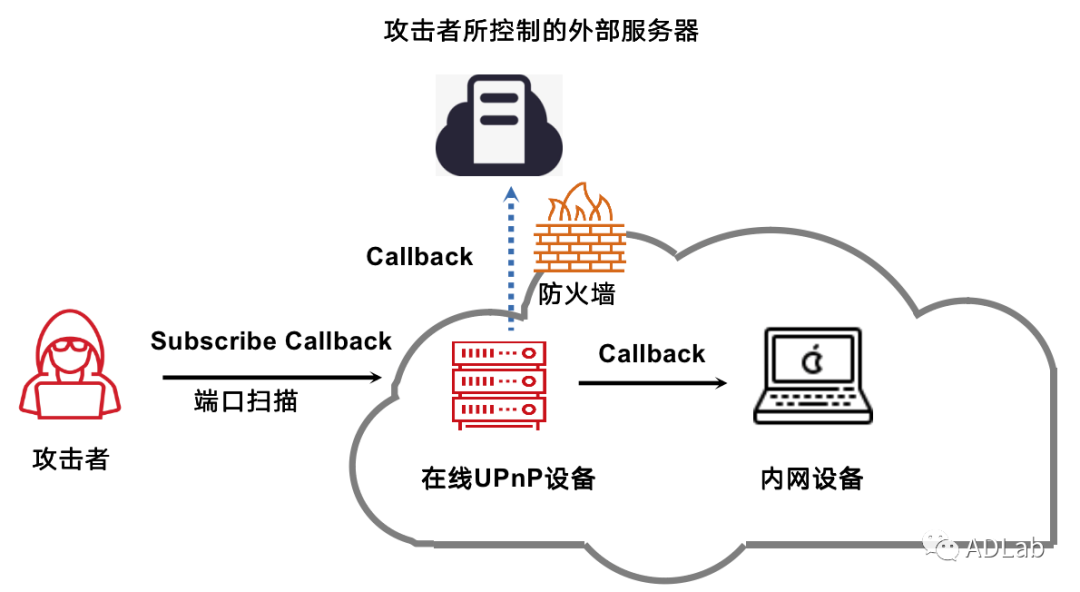 攻击者所控制的外部服务器
Callback
防火墙
Subscribe Callback
端口扫描
Callback
攻击者
在线UPnP设备
内网设备
ADLab